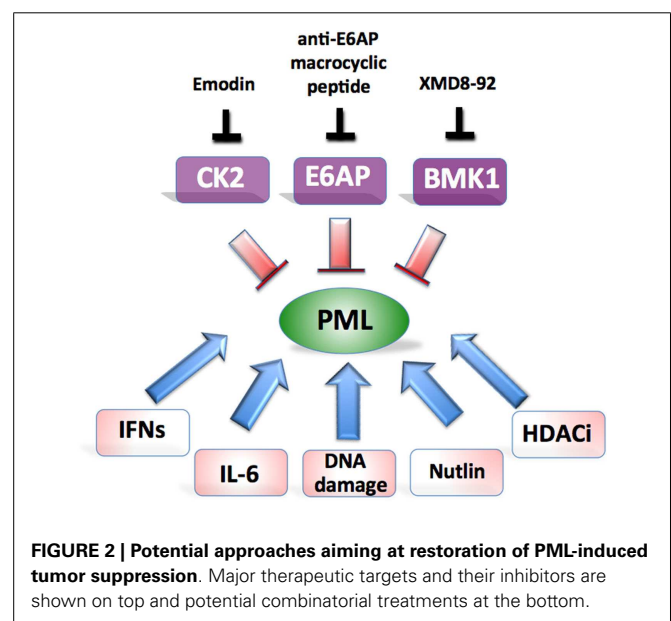 anti-E6AP
macrocyclic
Emodin peptide XMD8-92
CK2 E6AP BMK1
PML
IFNs
IL-6
DNA
damage
Nutlin
HDACi
FIGURE 2 | Potential approaches aiming at restoration of PML-induced
tumor suppression. Major therapeutic targets and their inhibitors are
shown on top and potential combinatorial treatments at the bottom.